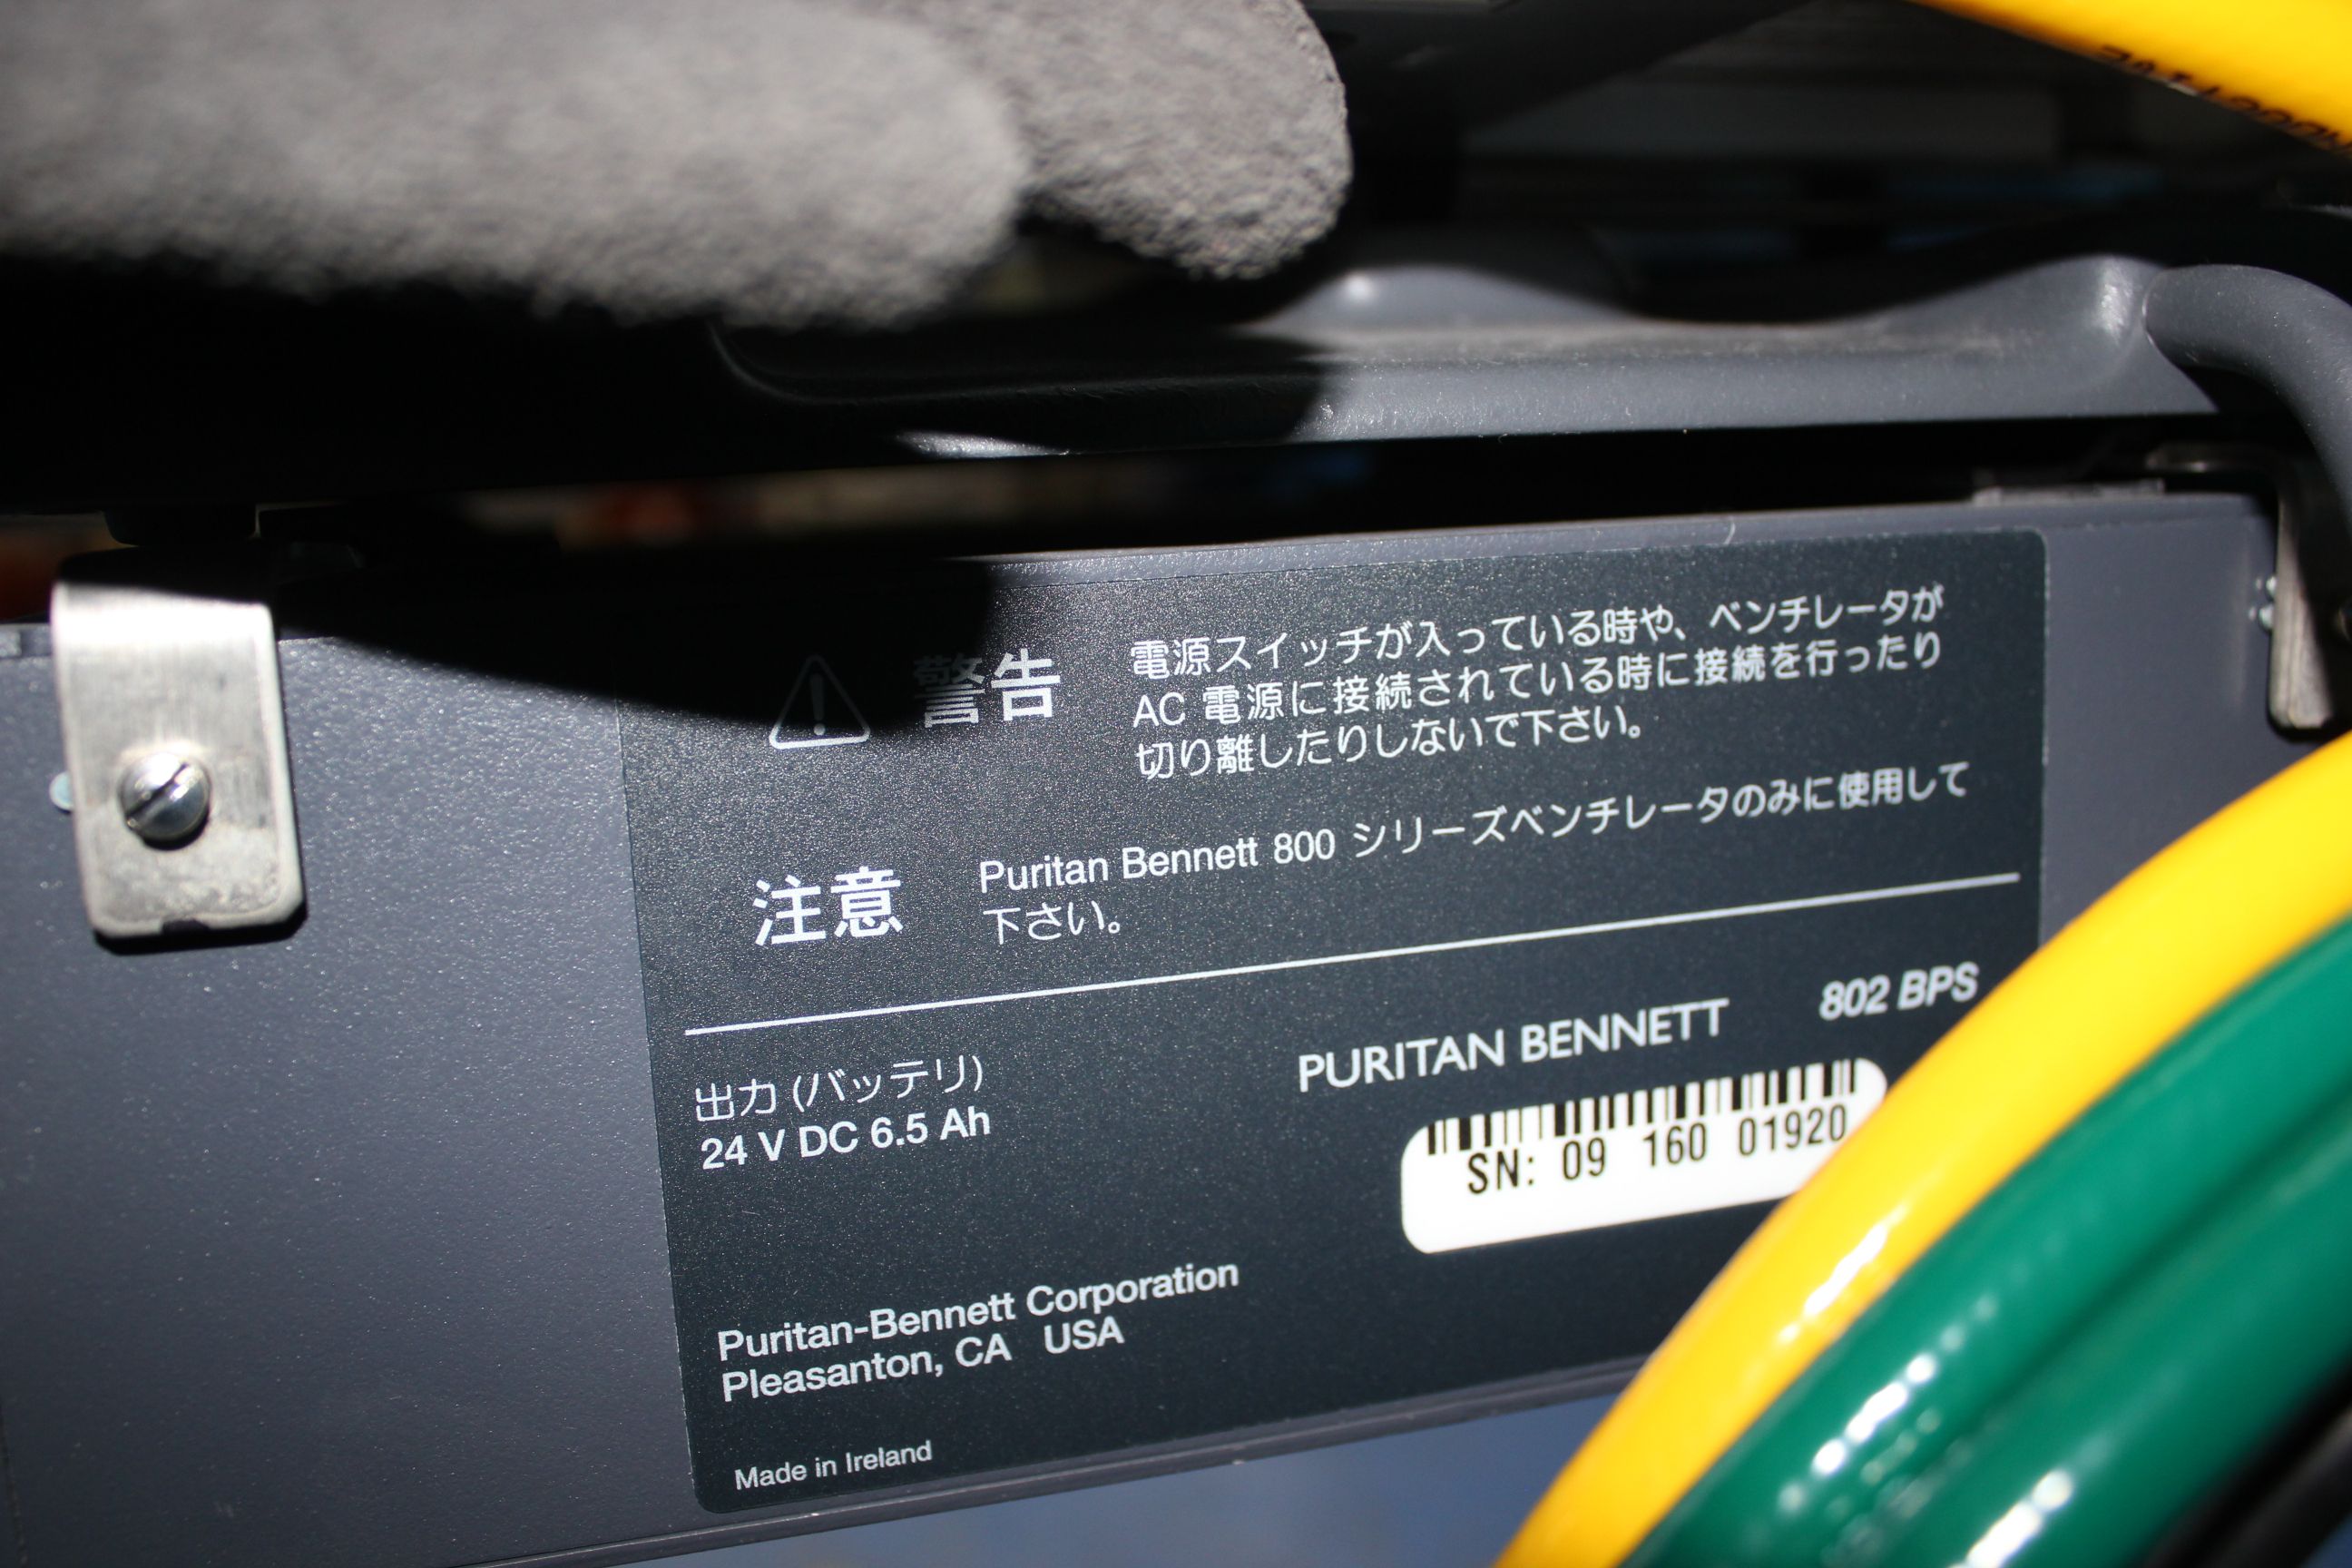 警告
電源スイッチが入っている時や、ベンチレータが
AC 電源に接続されている時に接続を行ったり
切り離したりしないで下さい。
注意
Puritan Bennett 800 シリーズベンチレータのみに使用して
下さい。
出力 (バッテリ)
24 V DC 6.5 Ah
PURITAN BENNETT 802 BPS
SN: 09 160 01920
Puritan-Bennett Corporation
Pleasanton, CA USA
Made in Ireland